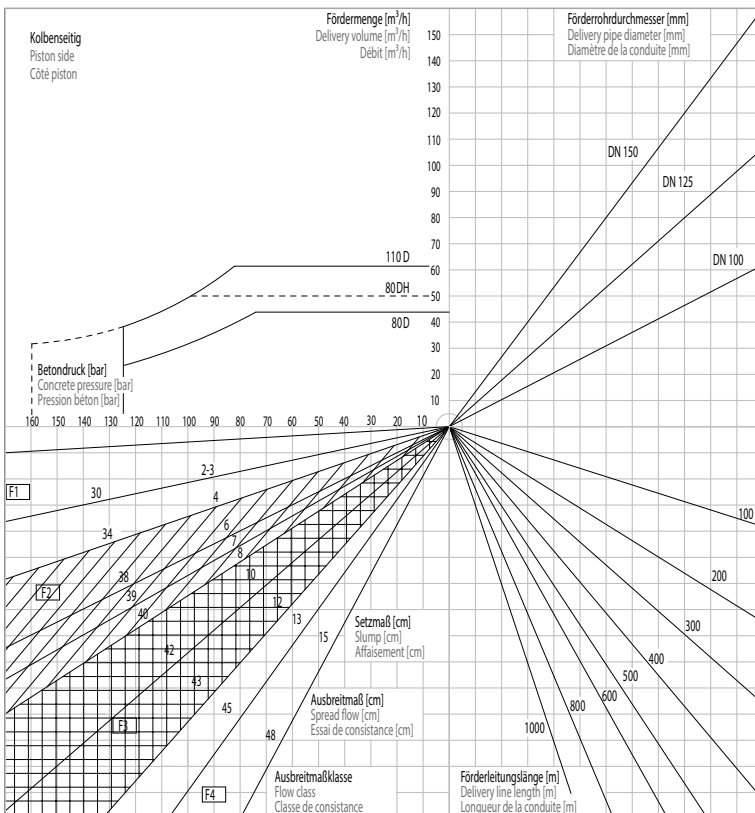 Kolbenseitig
Piston side
Côté piston
Fördermenge [m³/h]
Delivery volume [m³/h]
Débit [m³/h]
Förderrohrdurchmesser [mm]
Delivery pipe diameter [mm]
Diamètre de la conduite [mm]
150
140
130
120
110
100
90
80
70
60
50
40
30
20
10
DN 150
DN 125
DN 100
110 D
80DH
80D
Betondruck [bar]
Concrete pressure [bar]
Pression béton [bar]
160 150 140 130 120 110 100 90 80 70 60 50 40 30 20 10
F1
30
2-3
34
4
F2
38
39
40
6
7
8
10
12
42
43
F3
13
45
15
48
F4
Setzmaß [cm]
Slump [cm]
Affaisement [cm]
Ausbreitmaß [cm]
Spread flow [cm]
Essai de consistance [cm]
Ausbreitmaßklasse
Flow class
Classe de consistance
100
200
300
400
500
600
800
1000
Förderleitungslänge [m]
Delivery line length [m]
Longueur de la conduite [m]